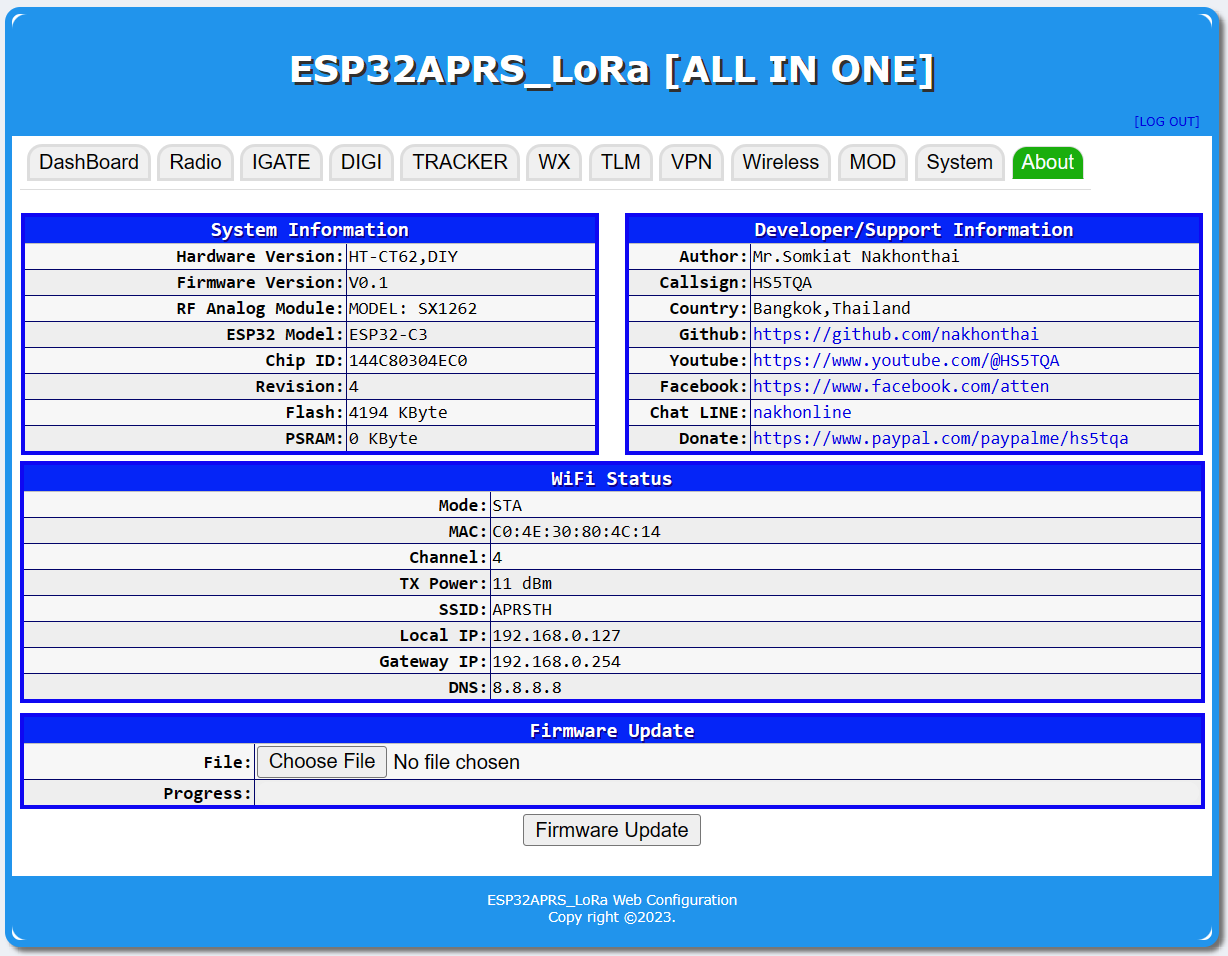 ESP32APRS_LoRa [ALL IN ONE]
[LOG OUT]
DashBoard Radio IGATE DIGI TRACKER WX TLM VPN Wireless MOD System About
System Information
Hardware Version: HT-CT62,DIY
Firmware Version: V0.1
RF Analog Module: MODEL: SX1262
ESP32 Model: ESP32-C3
Chip ID: 144C80304EC0
Revision: 4
Flash: 4194 KByte
PSRAM: 0 KByte
Developer/Support Information
Author: Mr.Somkiat Nakhonthai
Callsign: HS5TQA
Country: Bangkok,Thailand
Github: https://github.com/nakhonthai
Youtube: https://www.youtube.com/@HS5TQA
Facebook: https://www.facebook.com/atten
Chat LINE: nakhonline
Donate: https://www.paypal.com/paypalme/hs5tqa
WiFi Status
Mode: STA
MAC: C0:4E:30:80:4C:14
Channel: 4
TX Power: 11 dBm
SSID: APRSTH
Local IP: 192.168.0.127
Gateway IP: 192.168.0.254
DNS: 8.8.8.8
Firmware Update
File: Choose File No file chosen
Progress:
Firmware Update
ESP32APRS_LoRa Web Configuration
Copy right ©2023.